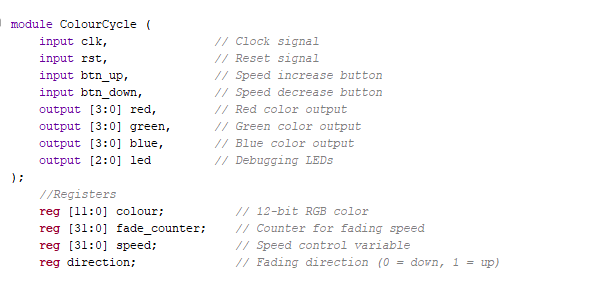 module ColourCycle (
input clk, // Clock signal
input rst, // Reset signal
input btn_up, // Speed increase button
input btn_down, // Speed decrease button
output [3:0] red, // Red color output
output [3:0] green, // Green color output
output [3:0] blue, // Blue color output
output [2:0] led // Debugging LEDs
);
//Registers
reg [11:0] colour; // 12-bit RGB color
reg [31:0] fade_counter; // Counter for fading speed
reg [31:0] speed; // Speed control variable
reg direction; // Fading direction (0 = down, 1 = up)